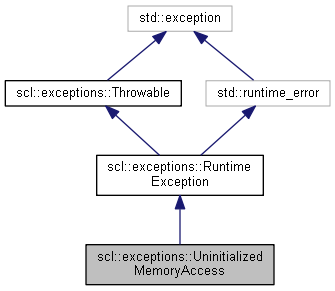 std::exception
scl::exceptions::Throwable
std::runtime_error
scl::exceptions::Runtime
Exception
scl::exceptions::Uninitialized
MemoryAccess